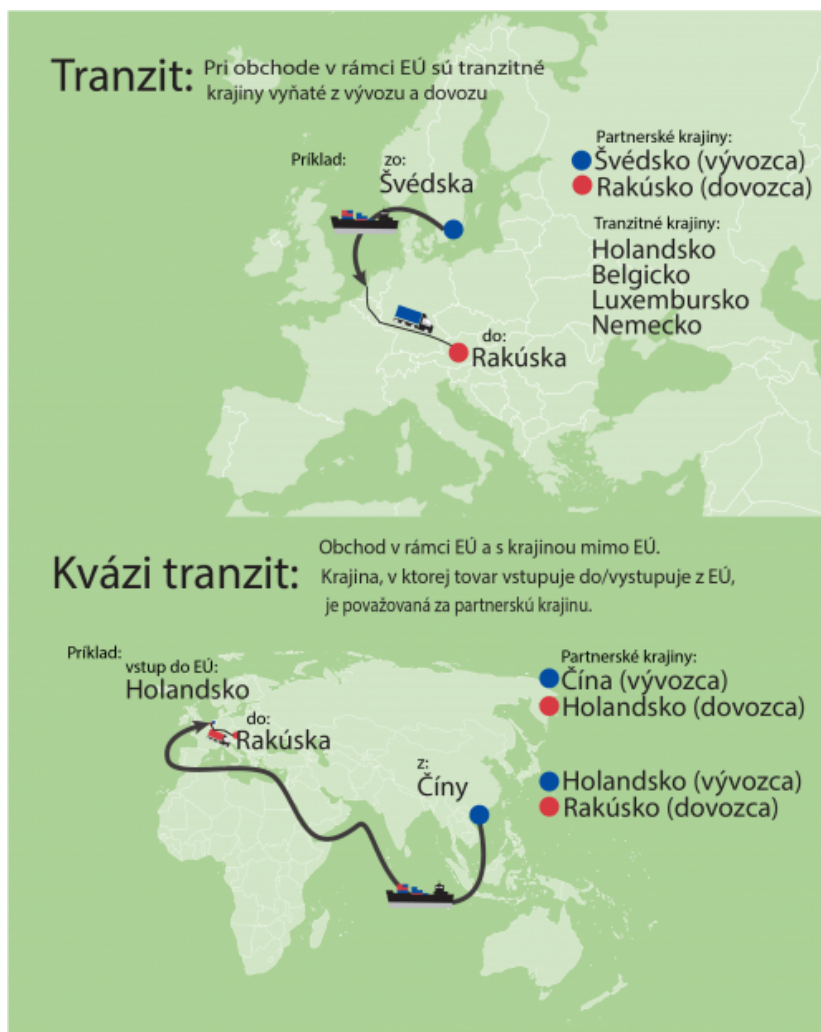 Tranzit: Pri obchode v rámci EÚ sú tranzitné
krajiny vyňaté z vývozu a dovozu
Príklad:
zo:
Švédska
do:
Rakúska
Partnerské krajiny:
Švédsko (vývozca)
Rakúsko (dovozca)
Tranzitné krajiny:
Holandsko
Belgicko
Luxembursko
Nemecko
Kvázi tranzit:
Obchod v rámci EÚ a s krajinou mimo EÚ.
Krajina, v ktorej tovar vstupuje do/vystupuje z EÚ,
je považovaná za partnerskú krajinu.
Príklad:
vstup do EÚ:
Holandsko
do:
Rakúska
z:
Číny
Partnerské krajiny:
Čína (vývozca)
Holandsko (dovozca)
Holandsko (vývozca)
Rakúsko (dovozca)